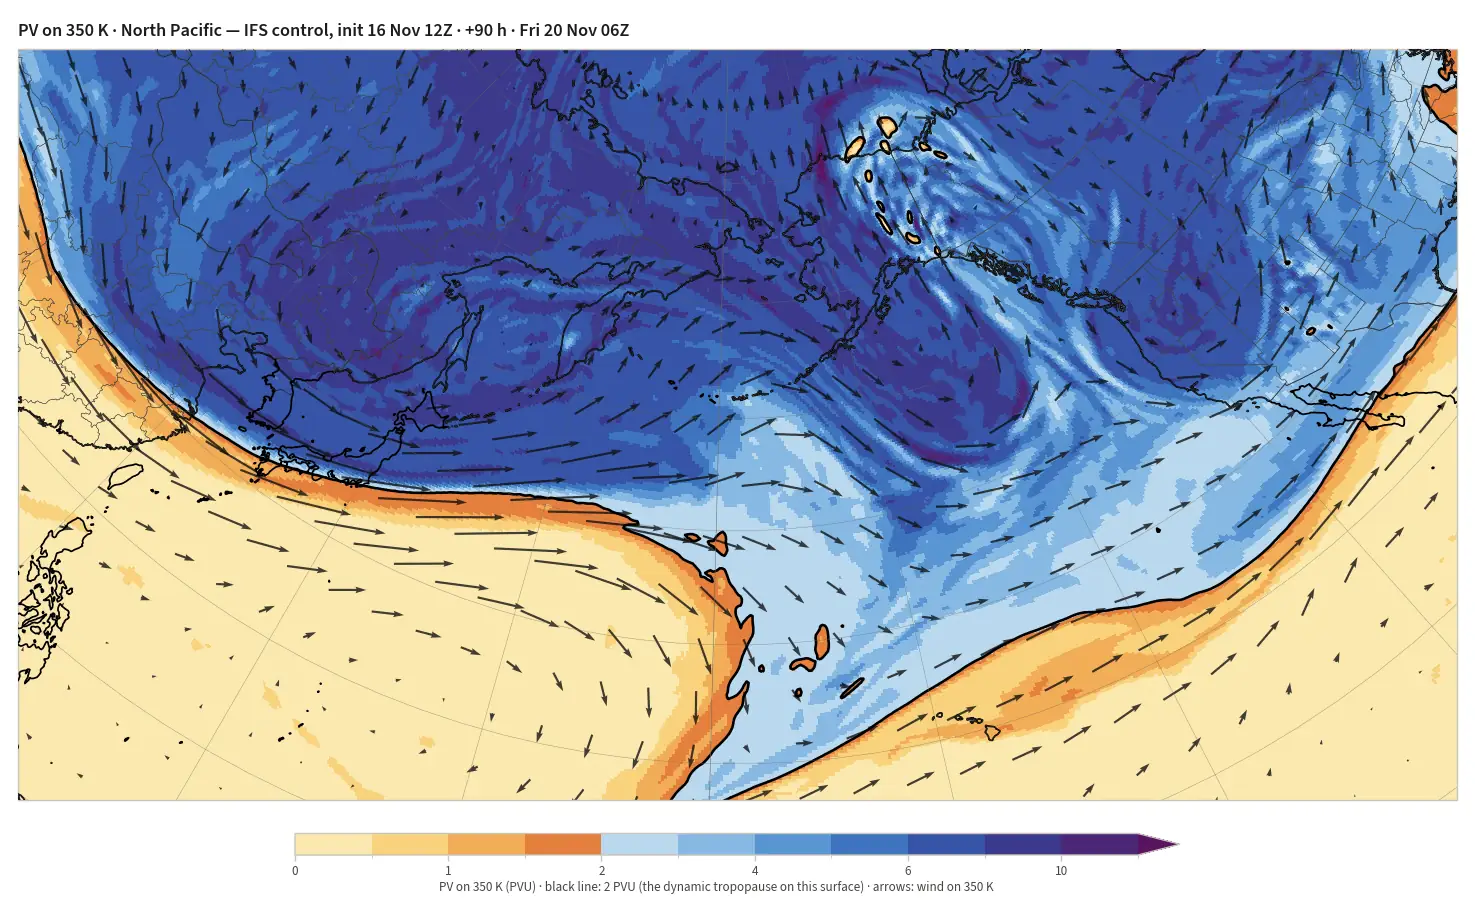 PV on 350 K · North Pacific — IFS control, init 16 Nov 12Z · +90 h · Fri 20 Nov 06Z
0 1 2 4 6 10
PV on 350 K (PVU) · black line: 2 PVU (the dynamic tropopause on this surface) · arrows: wind on 350 K